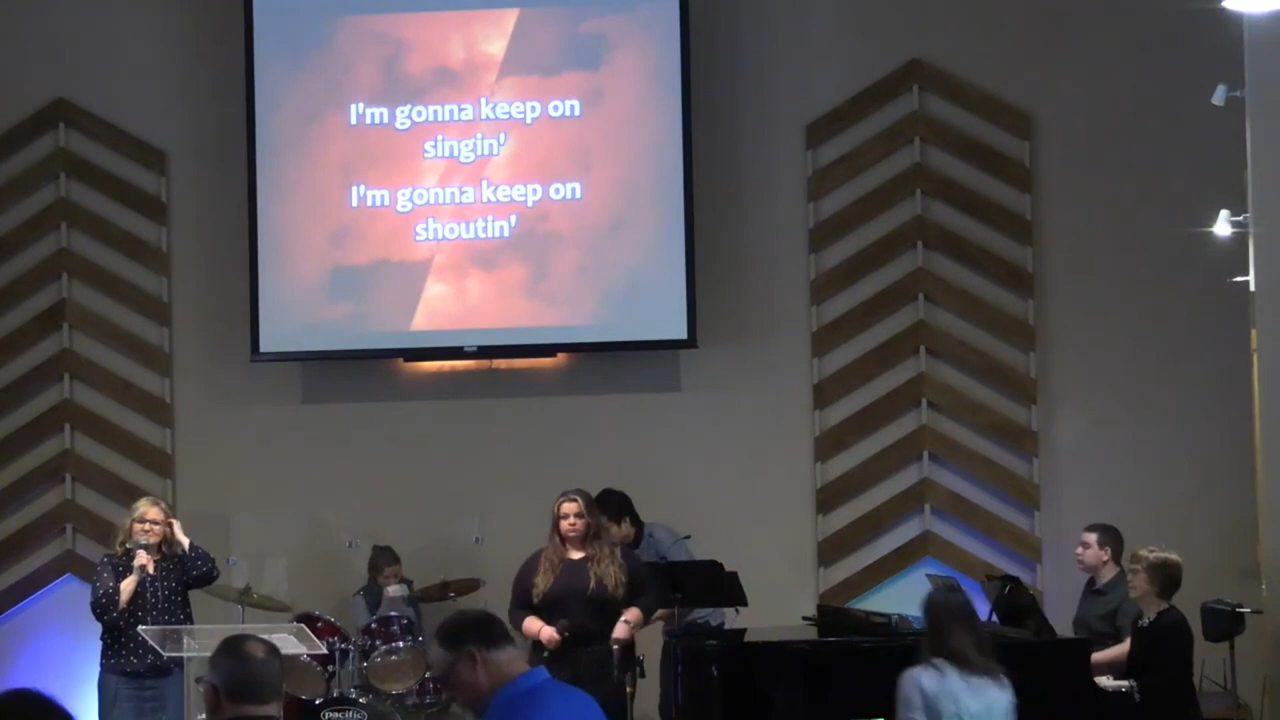 I'm gonna keep on
singin'
I'm gonna keep on
shoutin'
pacific